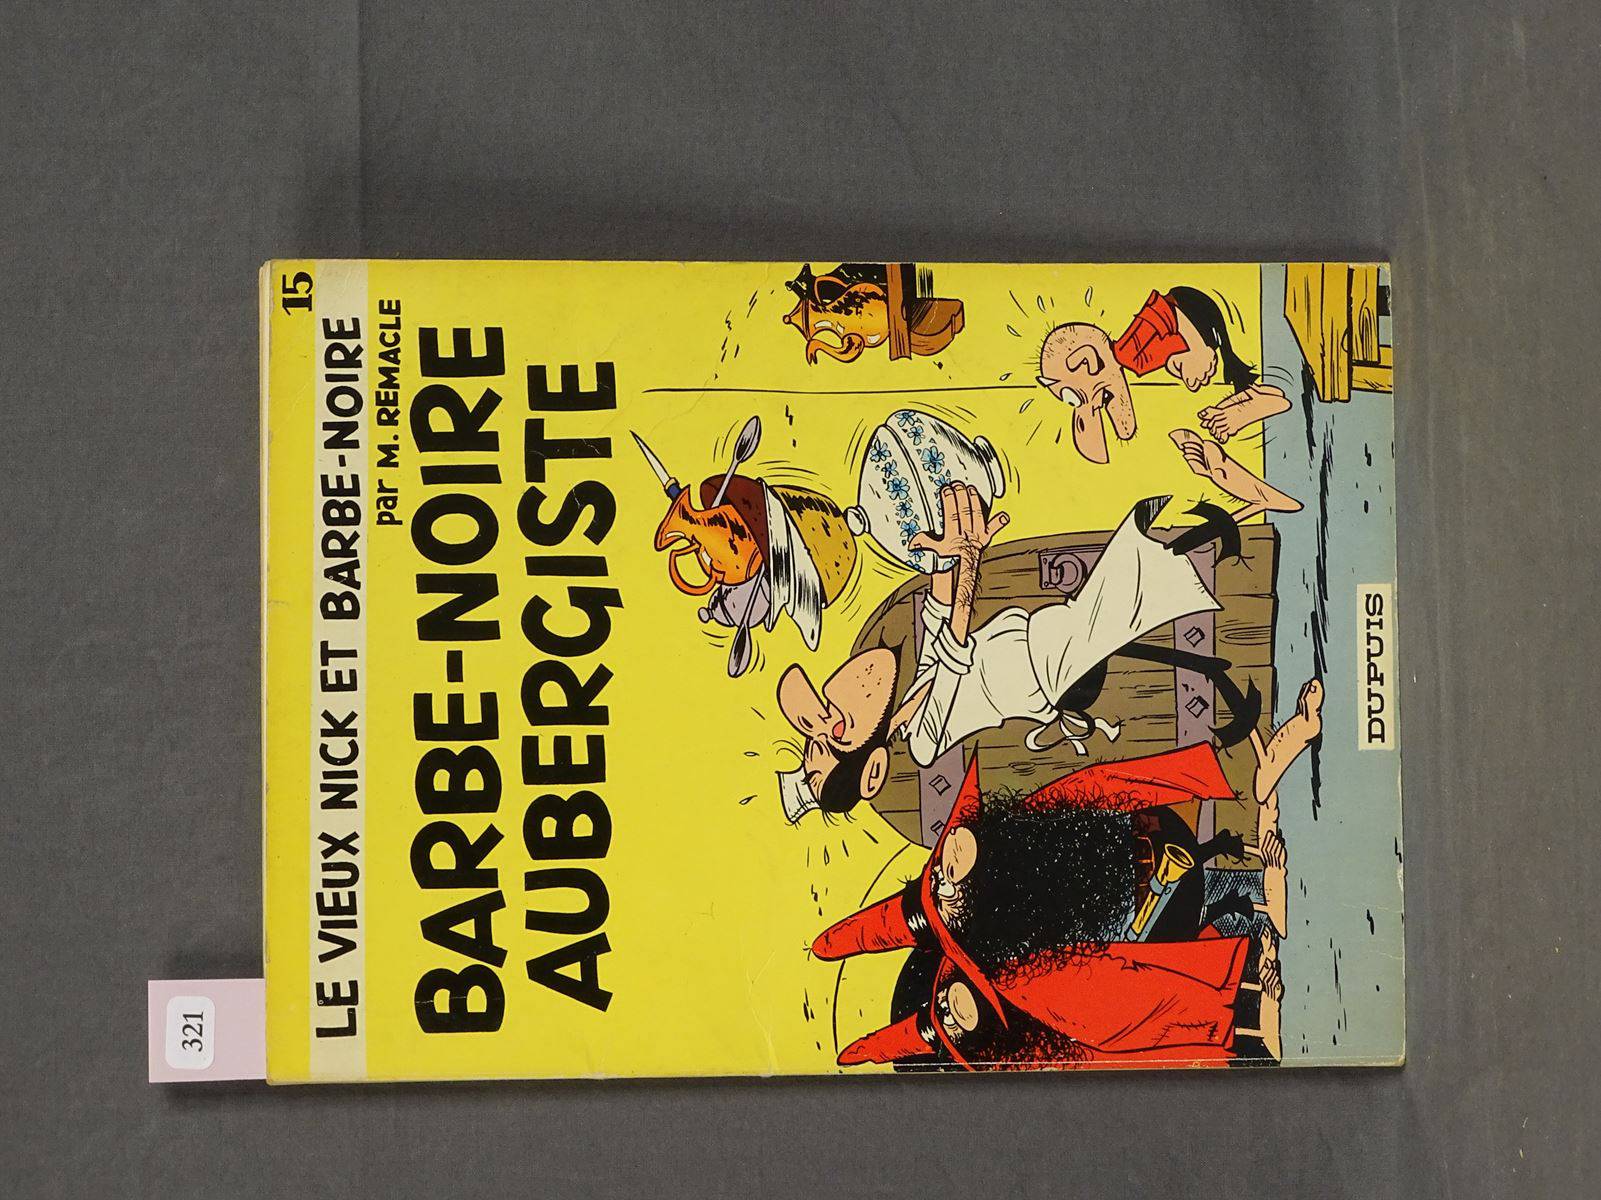 15
LE VIEUX NICK ET BARBE-NOIRE
par M. REMACLE
BARBE-NOIRE
AUBERGISTE
DUPUIS
321